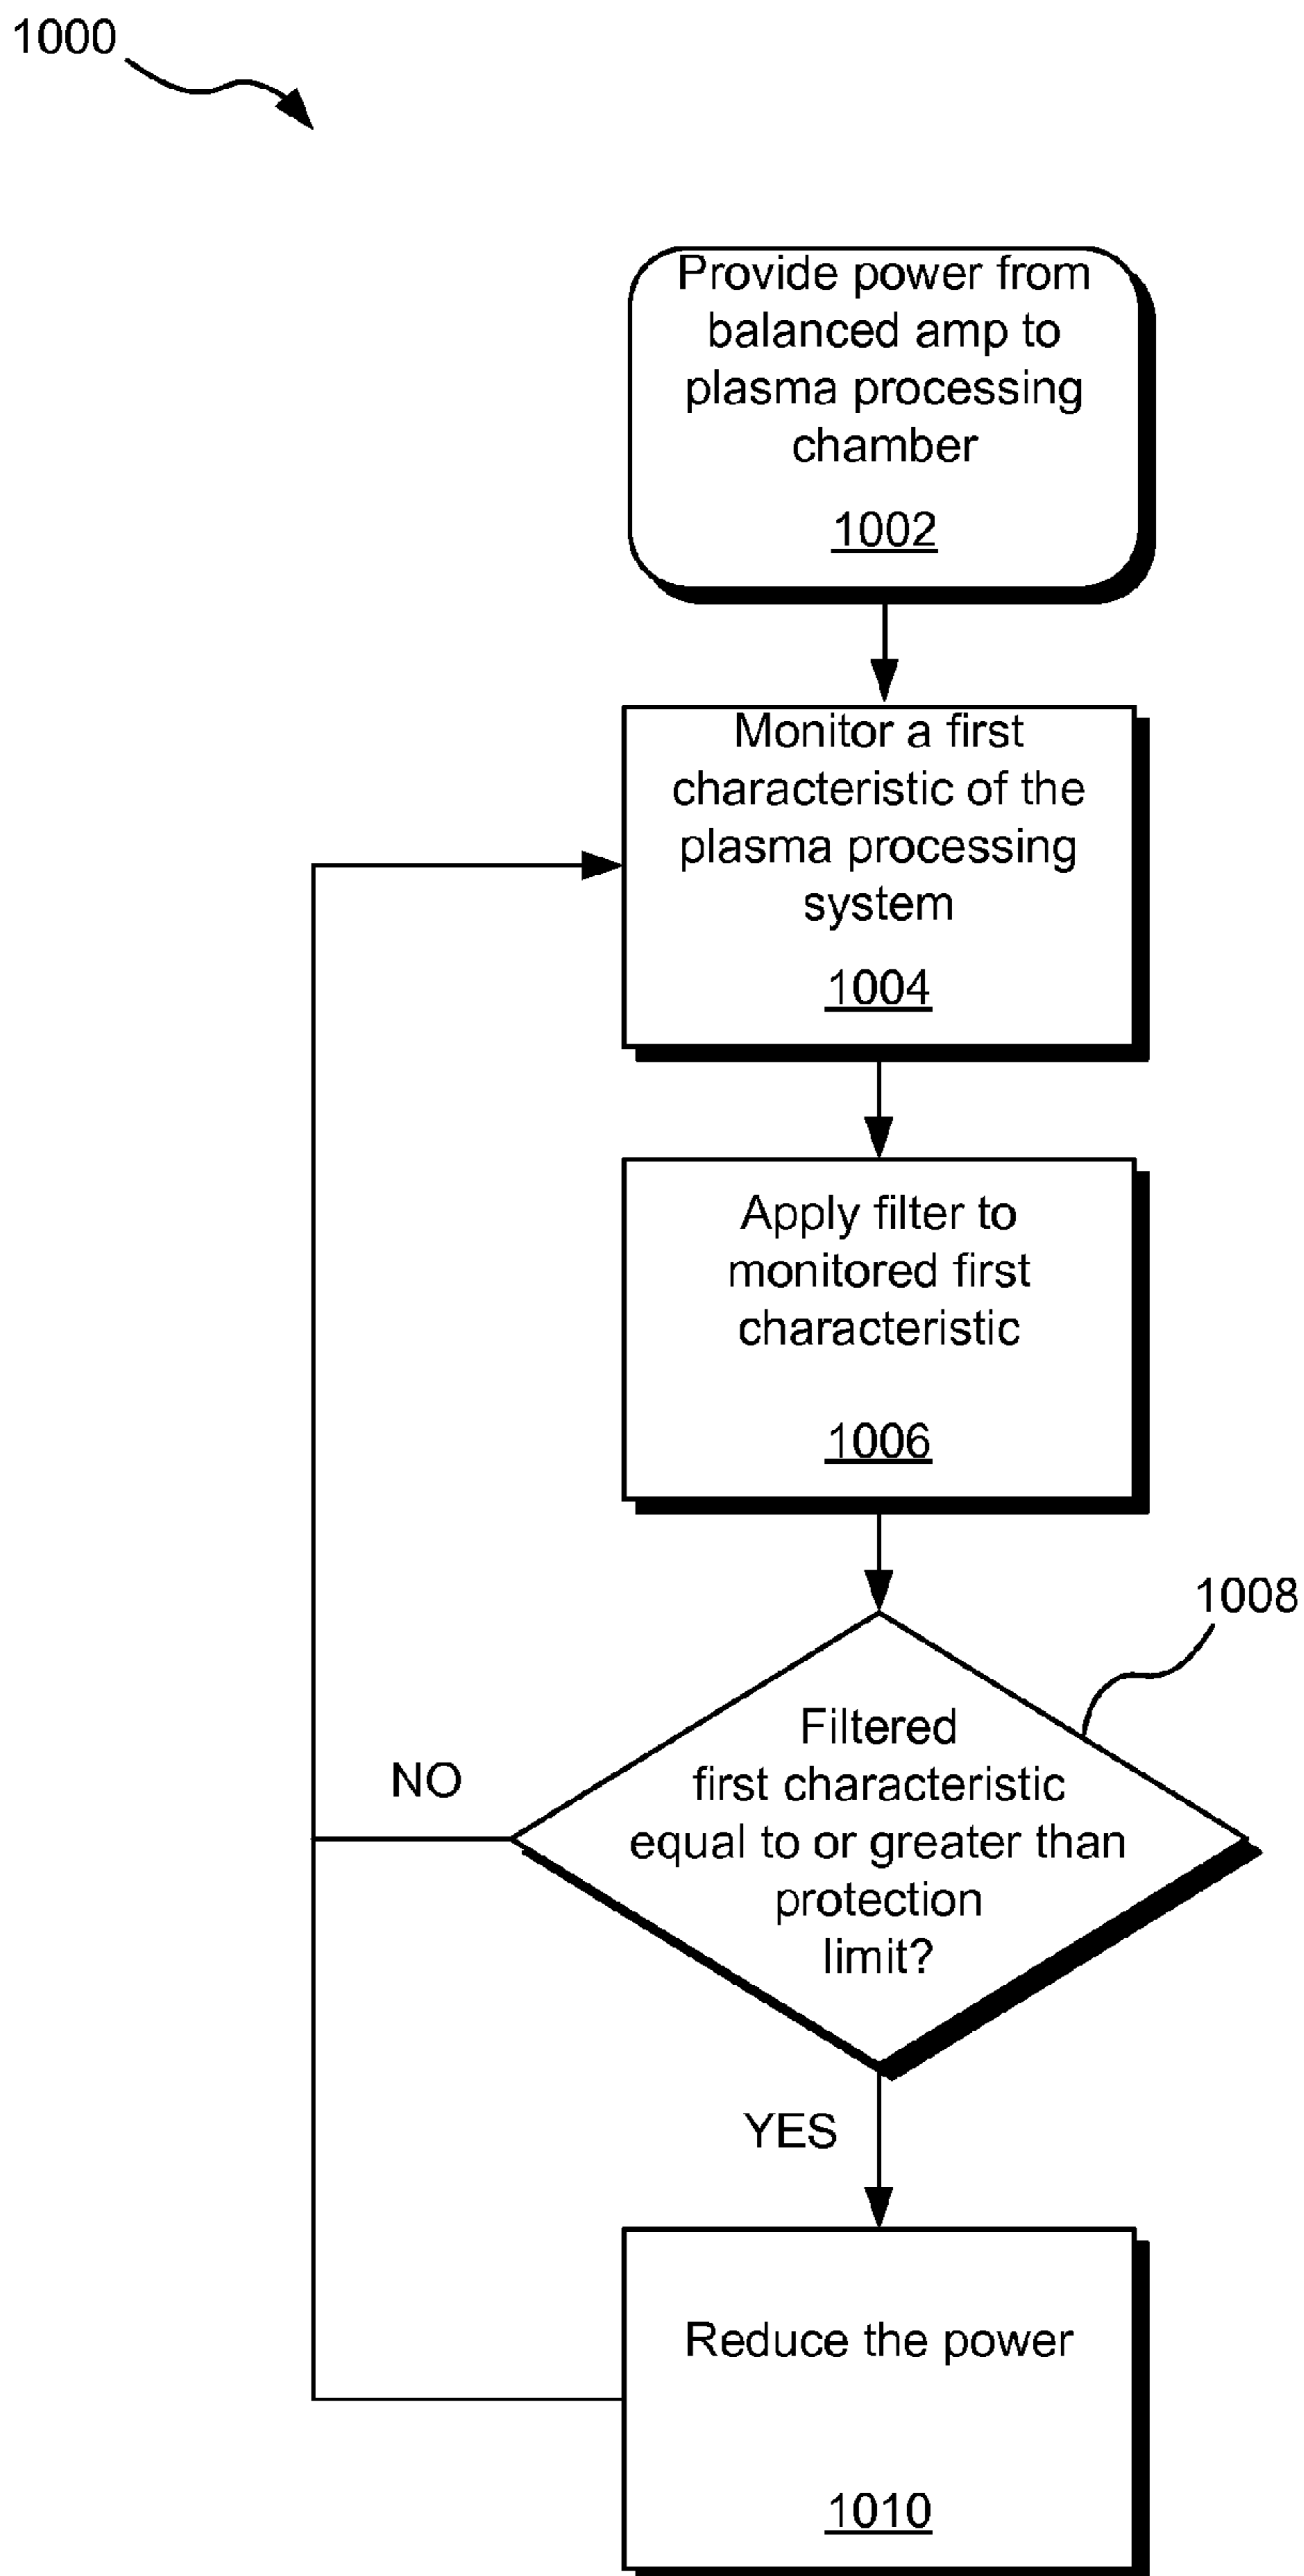 1000
Provide power from
balanced amp to
plasma processing
chamber
1002
Monitor a first
characteristic of the
plasma processing
system
1004
Apply filter to
monitored first
characteristic
1006
1008
Filtered
first characteristic
equal to or greater than
protection
limit?
NO
YES
Reduce the power
1010